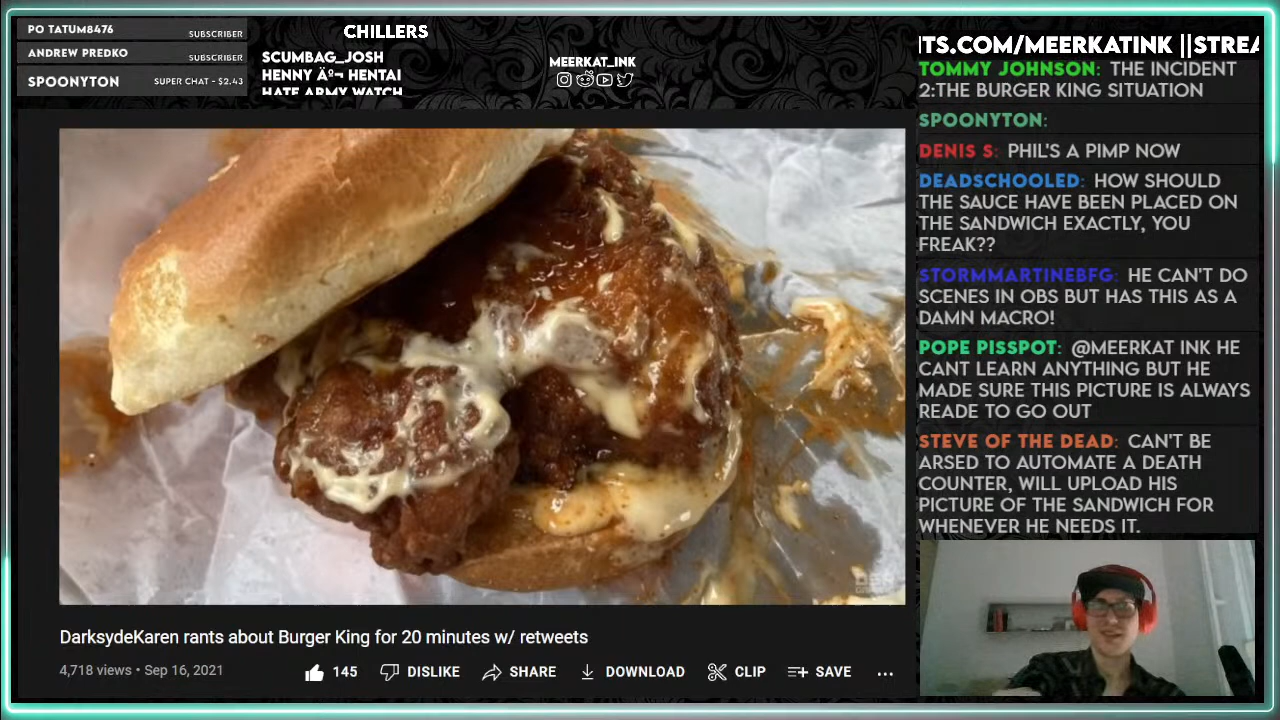 PO TATUM8476
SUBSCRIBER
ANDREW PREDKO
SUBSCRIBER
SPOONYTON
SUPER CHAT - $2.43
CHILLERS
SCUMBAG_JOSH
HENNY Äº¬ HENTAI
HATE ARMY WATCH
MEERKAT_INK
ITS.COM/MEERKATINK ||STREA
TOMMY JOHNSON: THE INCIDENT
2:THE BURGER KING SITUATION
SPOONYTON:
DENIS S: PHIL'S A PIMP NOW
DEADSCHOOLED: HOW SHOULD
THE SAUCE HAVE BEEN PLACED ON
THE SANDWICH EXACTLY, YOU
FREAK??
STORMMARTINEBFG: HE CAN'T DO
SCENES IN OBS BUT HAS THIS AS A
DAMN MACRO!
POPE PISSPOT: @MEERKAT INK HE
CANT LEARN ANYTHING BUT HE
MADE SURE THIS PICTURE IS ALWAYS
READE TO GO OUT
STEVE OF THE DEAD: CAN'T BE
ARSED TO AUTOMATE A DEATH
COUNTER, WILL UPLOAD HIS
PICTURE OF THE SANDWICH FOR
WHENEVER HE NEEDS IT.
DarksydeKaren rants about Burger King for 20 minutes w/ retweets
4,718 views • Sep 16, 2021
145
DISLIKE
SHARE
DOWNLOAD
CLIP
SAVE